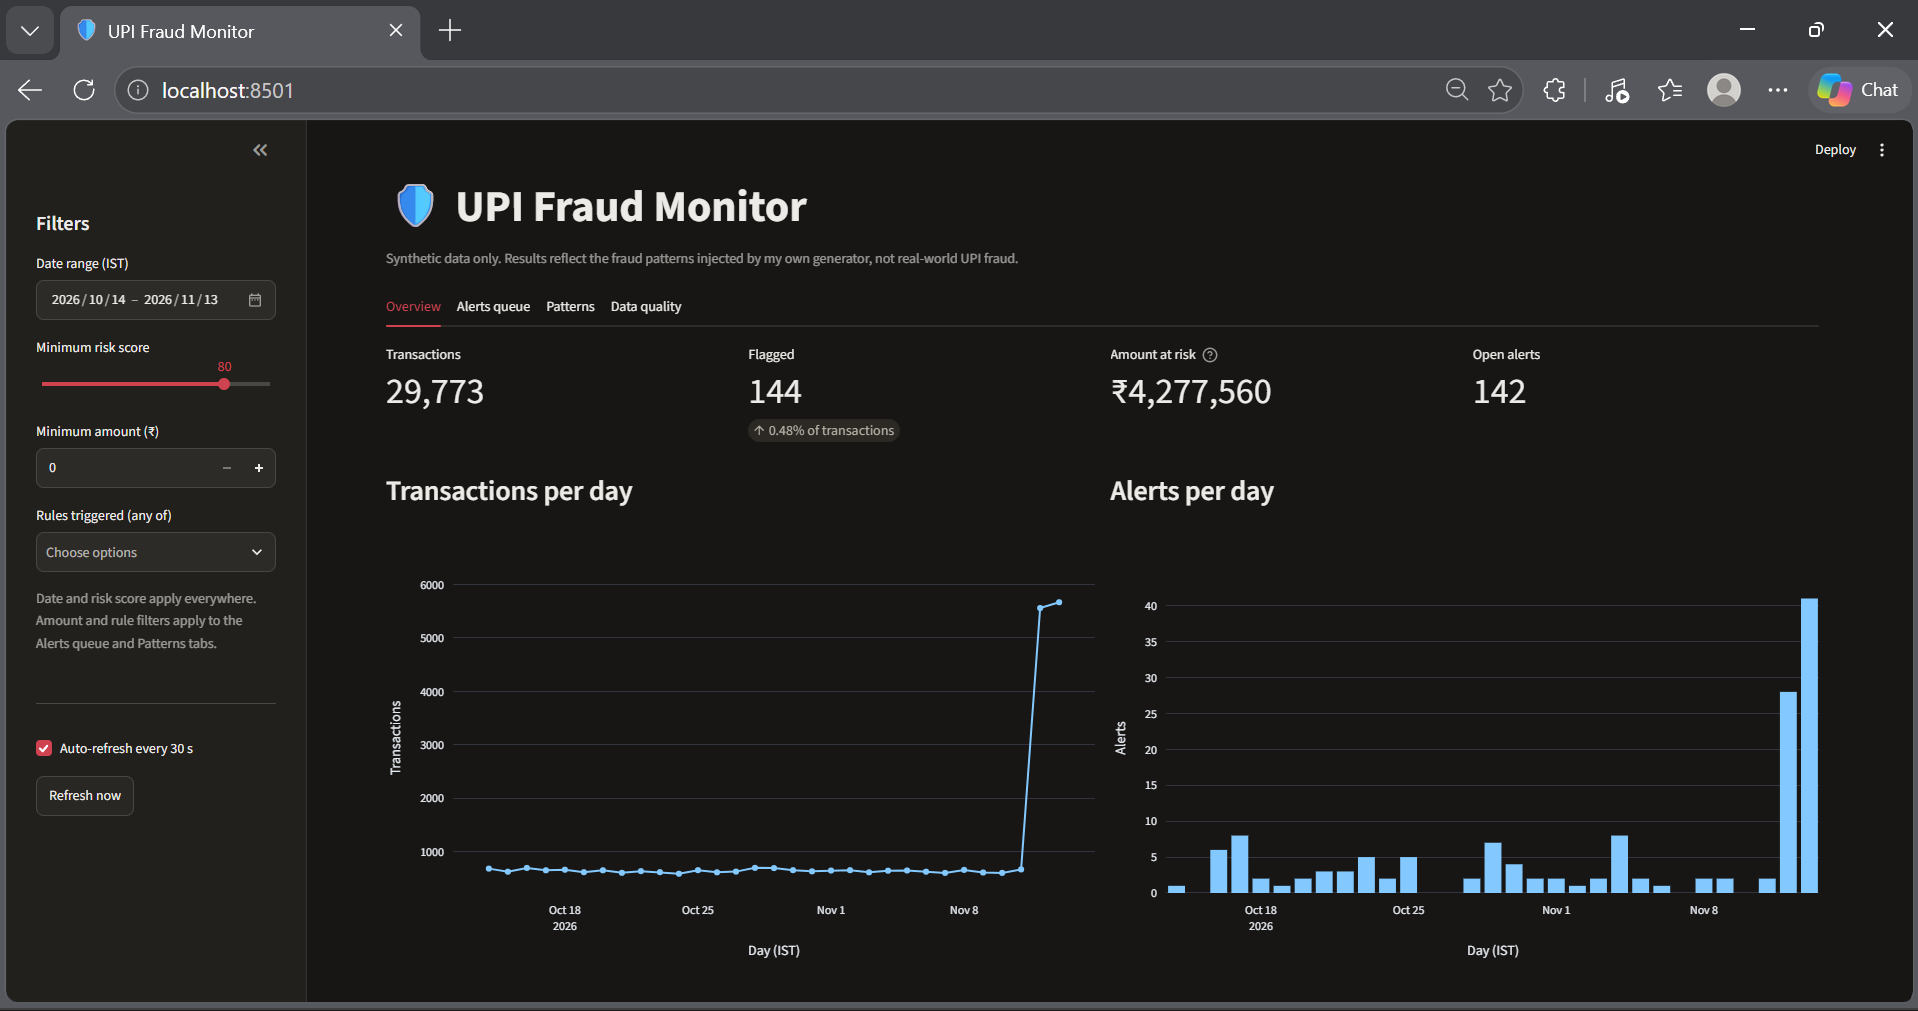 UPI Fraud Monitor
localhost:8501
Chat
Deploy
Filters
Date range (IST)
2026/10/14 – 2026/11/13
Minimum risk score
80
Minimum amount (₹)
0
Rules triggered (any of)
Choose options
Date and risk score apply everywhere.
Amount and rule filters apply to the
Alerts queue and Patterns tabs.
Auto-refresh every 30 s
Refresh now
UPI Fraud Monitor
Synthetic data only. Results reflect the fraud patterns injected by my own generator, not real-world UPI fraud.
Overview Alerts queue Patterns Data quality
Transactions
29,773
Flagged
144
↑ 0.48% of transactions
Amount at risk
₹4,277,560
Open alerts
142
Transactions per day
6000
5000
4000
3000
2000
1000
Transactions
Oct 18 Oct 25 Nov 1 Nov 8
2026
Day (IST)
Alerts per day
40
35
30
25
20
15
10
5
0
Alerts
Oct 18 Oct 25 Nov 1 Nov 8
2026
Day (IST)